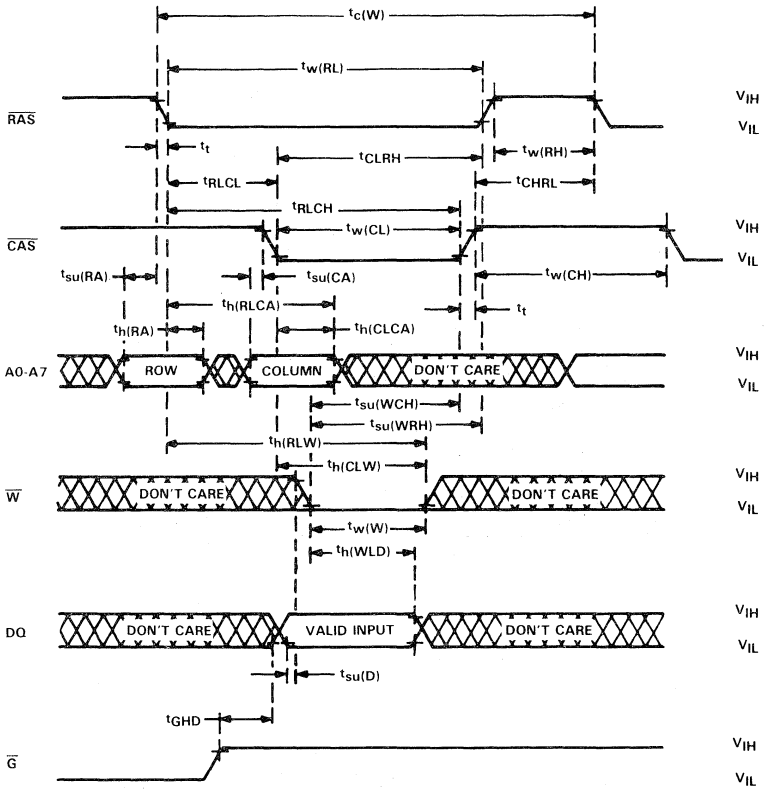 tc(W)
tw(RL)
RAS
VIH
VIL
tt
tCLRH
tw(RH)
tRLCL
tCHRL
tRLCH
CAS
tw(CL)
VIH
VIL
tsu(RA)
tsu(CA)
tw(CH)
th(RLCA)
tt
th(RA)
th(CLCA)
A0-A7
ROW
COLUMN
DON'T CARE
VIH
VIL
tsu(WCH)
tsu(WRH)
th(RLW)
th(CLW)
W
DON'T CARE
DON'T CARE
VIH
VIL
tw(W)
th(WLD)
DQ
DON'T CARE
VALID INPUT
DON'T CARE
VIH
VIL
tsu(D)
tGHD
G
VIH
VIL